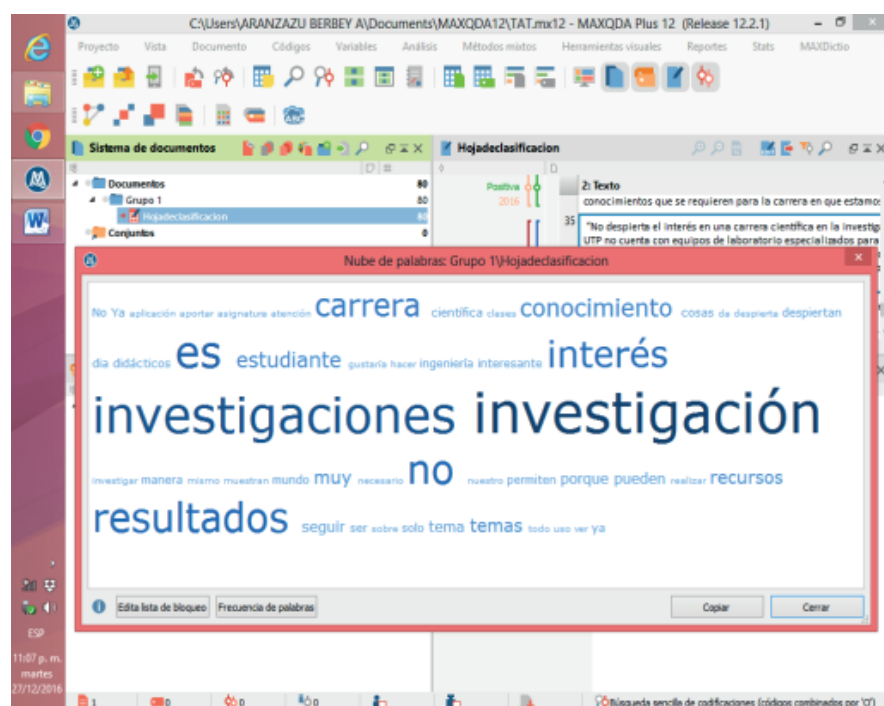 C:\Users\ARANZAZU BERBEY A\Documents\MAXQDA12\TAT.mx12 - MAXQDA Plus 12 (Release 12.2.1)
Proyecto Vista Documento Códigos Variables Análisis Métodos mixtos Herramientas visuales Reportes Stats MAXDictio
Sistema de documentos
Hojadeclasificacion
Documentos 80
Grupo 1 80
Hojadeclasificacion 80
Conjuntos 0
Positiva
2016
2: Texto
conocimientos que se requieren para la carrera en que estamos
35 "No despierta el interés en una carrera científica en la investig
UTP no cuenta con equipos de laboratorio especializados para
Nube de palabras: Grupo 1\Hojadeclasificacion
No Ya aplicación aportar asignatura atención carrera científica clases conocimiento cosas da despierta despiertan
dia didácticos es estudiante gustaría hacer ingeniería interesante interés
investigaciones investigación
investigar manera mismo muestran mundo muy necesario no nuestro permiten porque pueden realizar recursos
resultados seguir ser sobre solo tema temas todo uso ver ya
Edita lista de bloqueo Frecuencia de palabras Copiar Cerrar
ESP
11:07 p. m.
martes
27/12/2016
1 0 0 0 Búsqueda sencilla de codificaciones (códigos combinados por 'O')